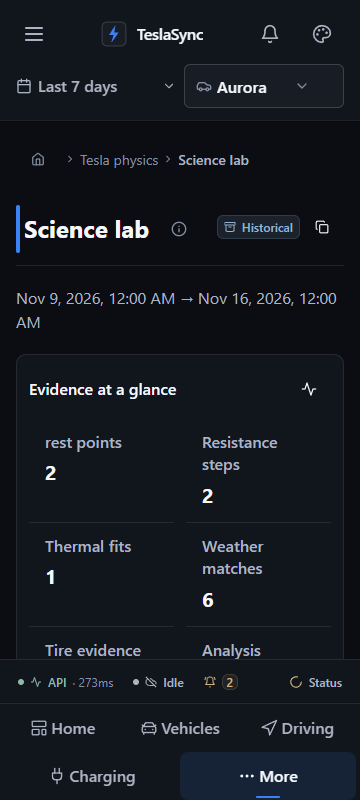 TeslaSync
Last 7 days
Aurora
Tesla physics
Science lab
Science lab
Historical
Nov 9, 2026, 12:00 AM → Nov 16, 2026, 12:00
AM
Evidence at a glance
rest points
2
Resistance
steps
2
Thermal fits
1
Weather
matches
6
Tire evidence
Analysis
API · 273ms
Idle
2
Status
Home
Vehicles
Driving
Charging
More